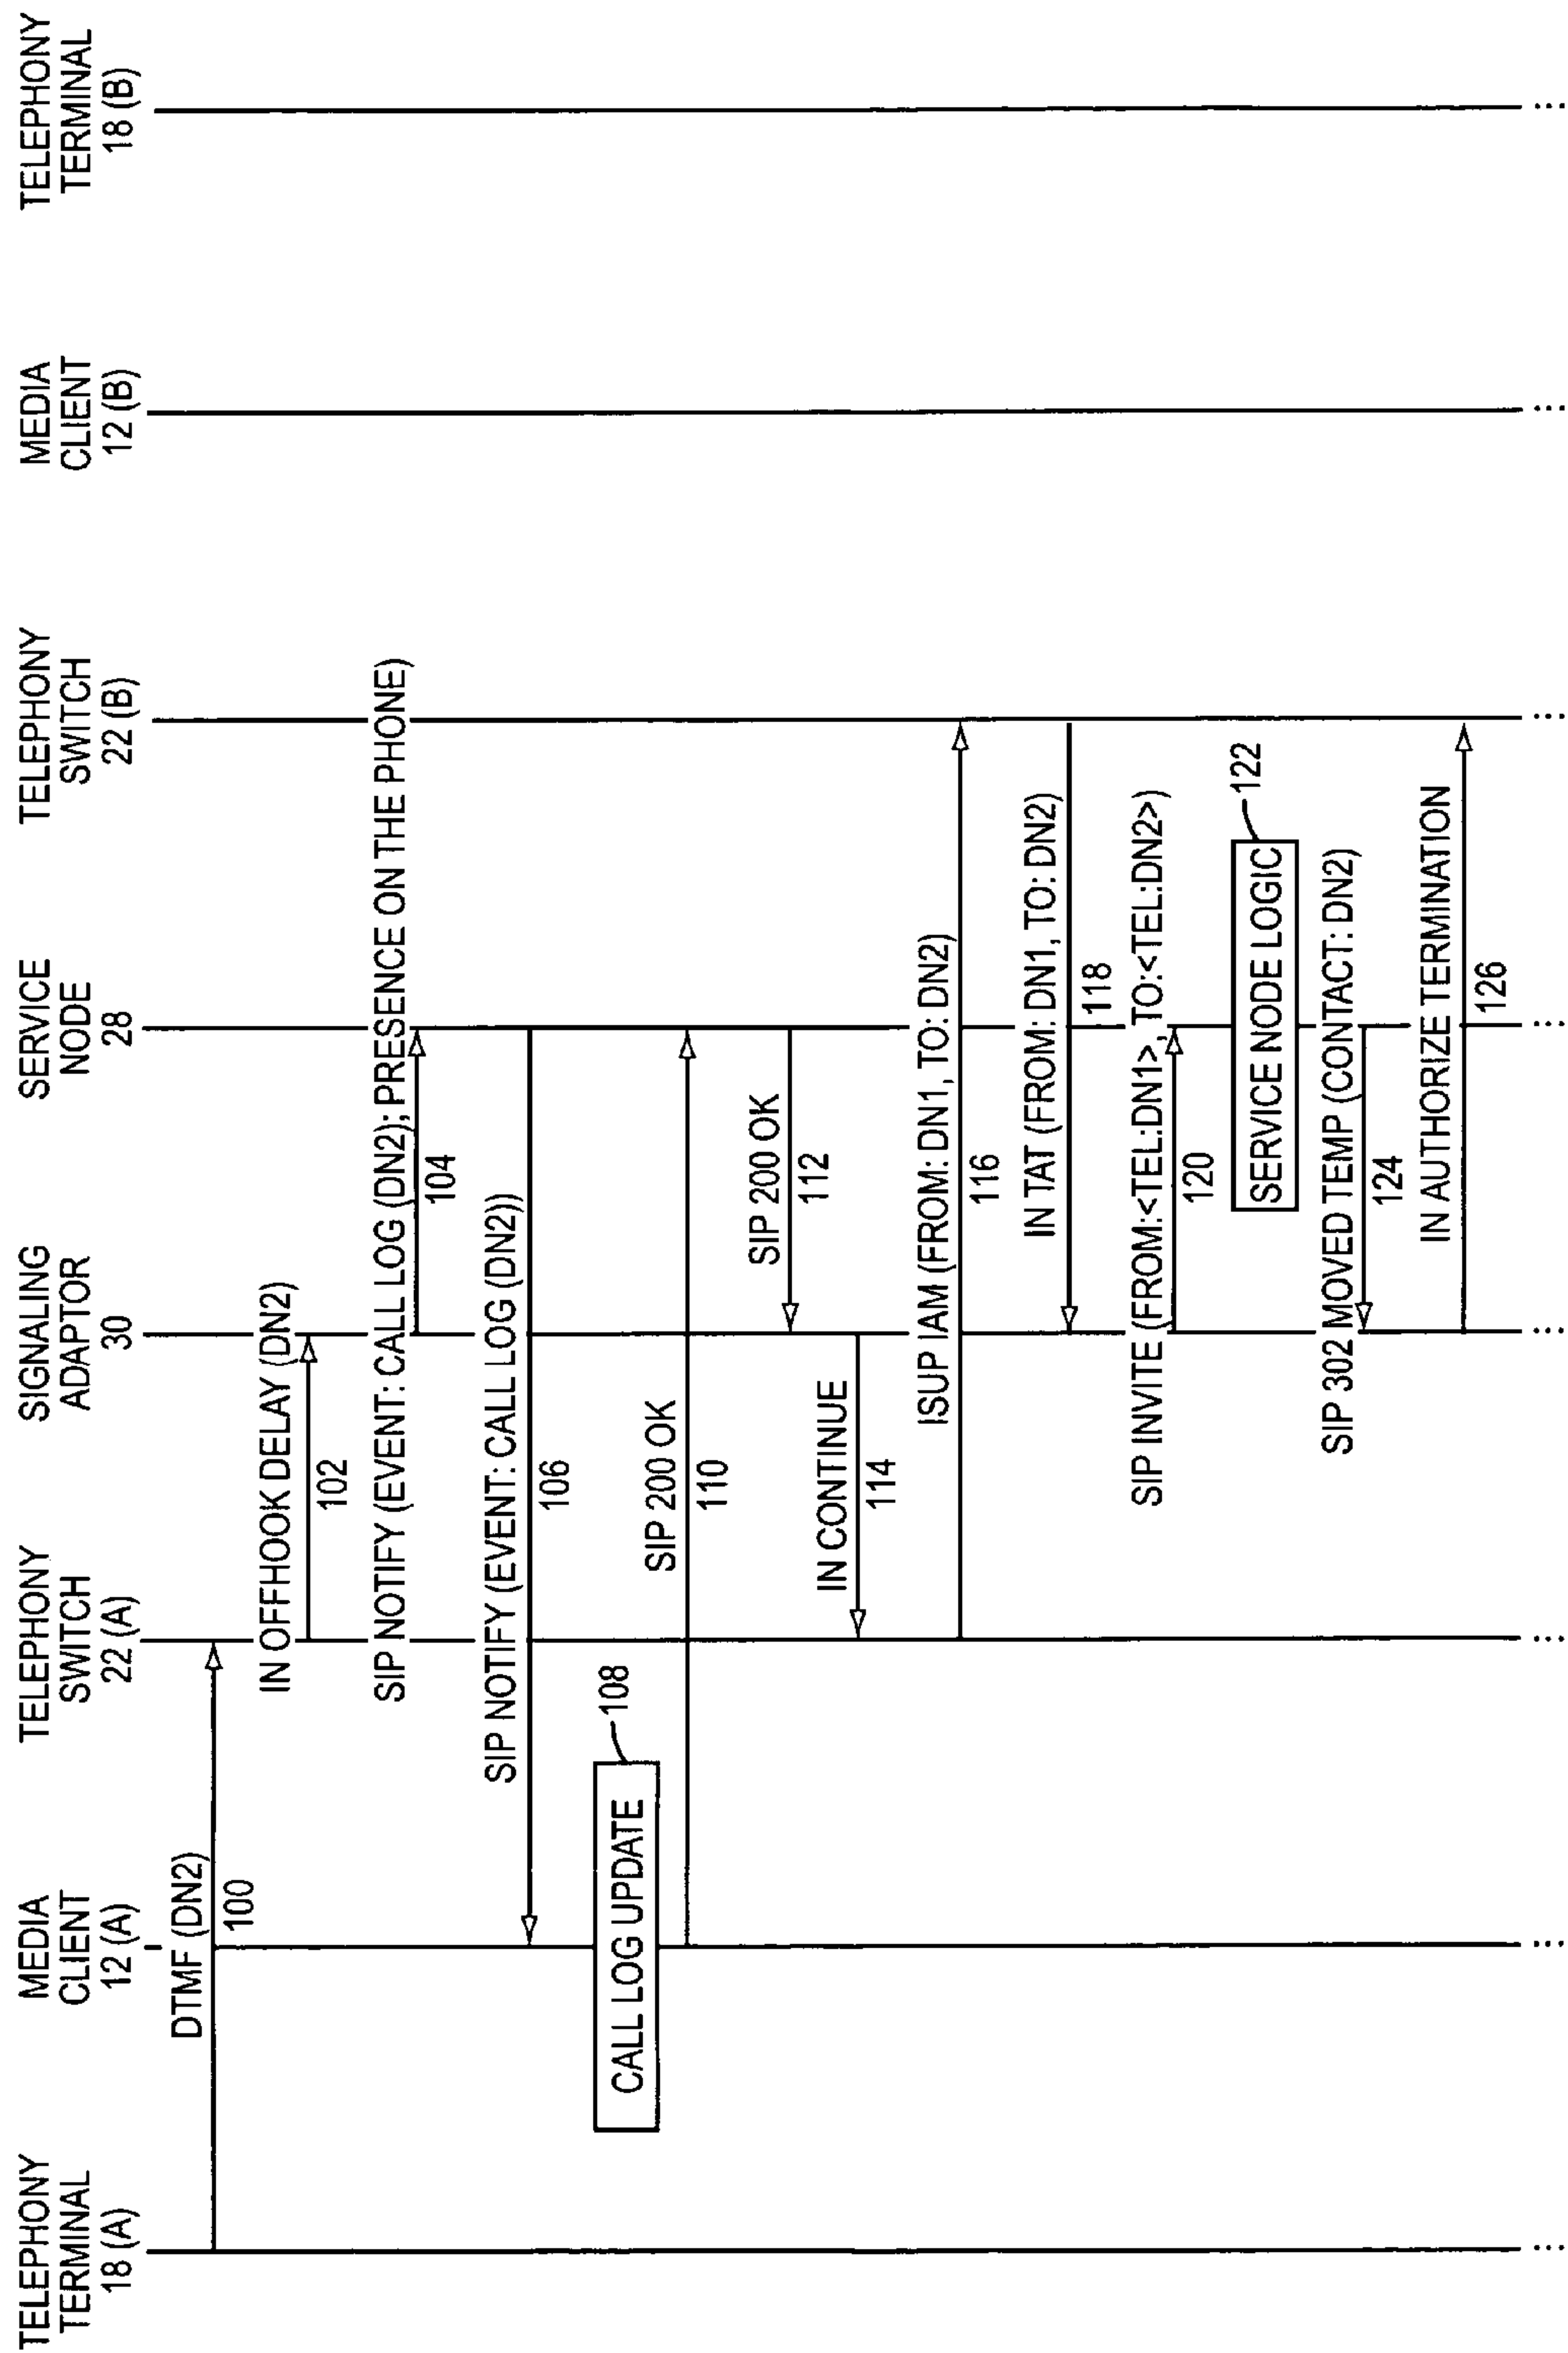 TELEPHONY
TERMINAL
18 (A)
MEDIA
CLIENT
12 (A)
TELEPHONY
SWITCH
22 (A)
SIGNALING
ADAPTOR
30
SERVICE
NODE
28
TELEPHONY
SWITCH
22 (B)
MEDIA
CLIENT
12 (B)
TELEPHONY
TERMINAL
18 (B)
DTMF (DN2)
100
IN OFFHOOK DELAY (DN2)
102
SIP NOTIFY (EVENT: CALL LOG (DN2); PRESENCE ON THE PHONE)
104
SIP NOTIFY (EVENT: CALL LOG (DN2))
106
CALL LOG UPDATE
108
SIP 200 OK
110
SIP 200 OK
112
IN CONTINUE
114
ISUP IAM (FROM: DN1, TO: DN2)
116
IN TAT (FROM: DN1, TO: DN2)
118
SIP INVITE (FROM:<TEL:DN1>, TO:<TEL:DN2>)
120
SERVICE NODE LOGIC
122
SIP 302 MOVED TEMP (CONTACT: DN2)
124
IN AUTHORIZE TERMINATION
126